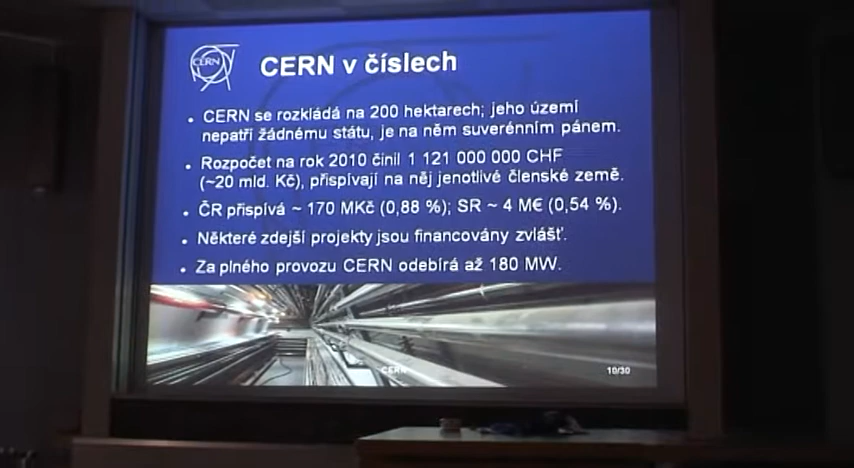 CERN
CERN v číslech
• CERN se rozkládá na 200 hektarech; jeho území
nepatří žádnému státu, je na něm suverénním pánem.
• Rozpočet na rok 2010 činil 1 121 000 000 CHF
(~20 mld. Kč), přispívají na něj jenotlivé členské země.
• ČR přispívá ~ 170 MKč (0,88 %); SR ~ 4 M€ (0,54 %).
• Některé zdejší projekty jsou financovány zvlášť.
• Za plného provozu CERN odebírá až 180 MW.
CERN
10/30